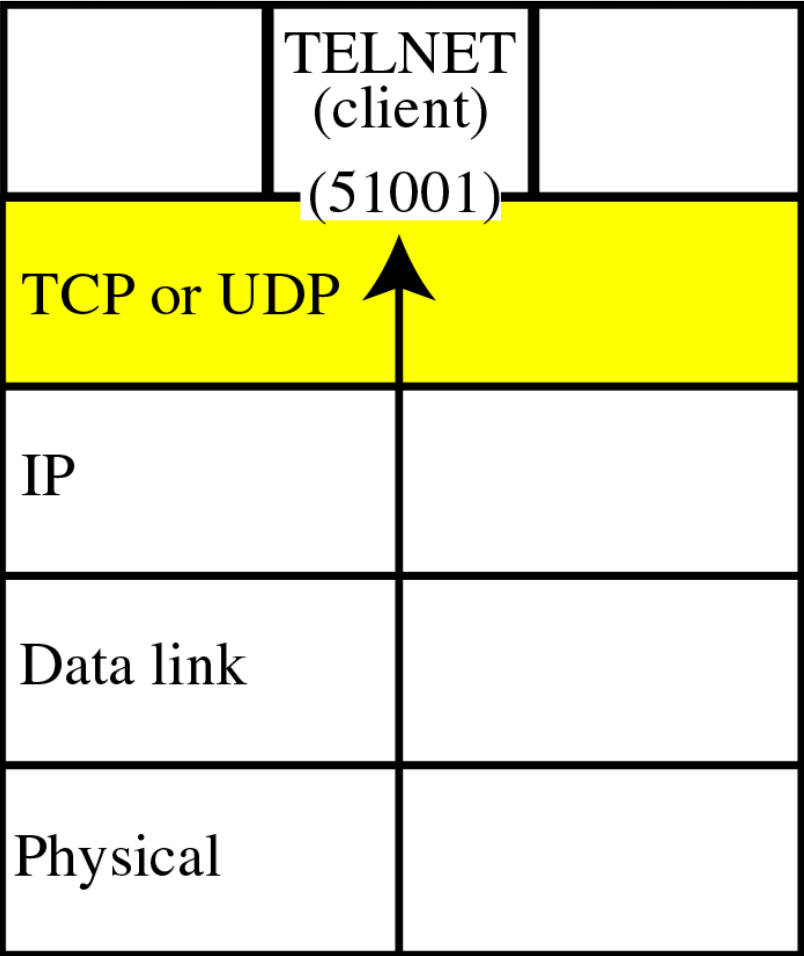 TELNET
(client)
(51001)
TCP or UDP
IP
Data link
Physical